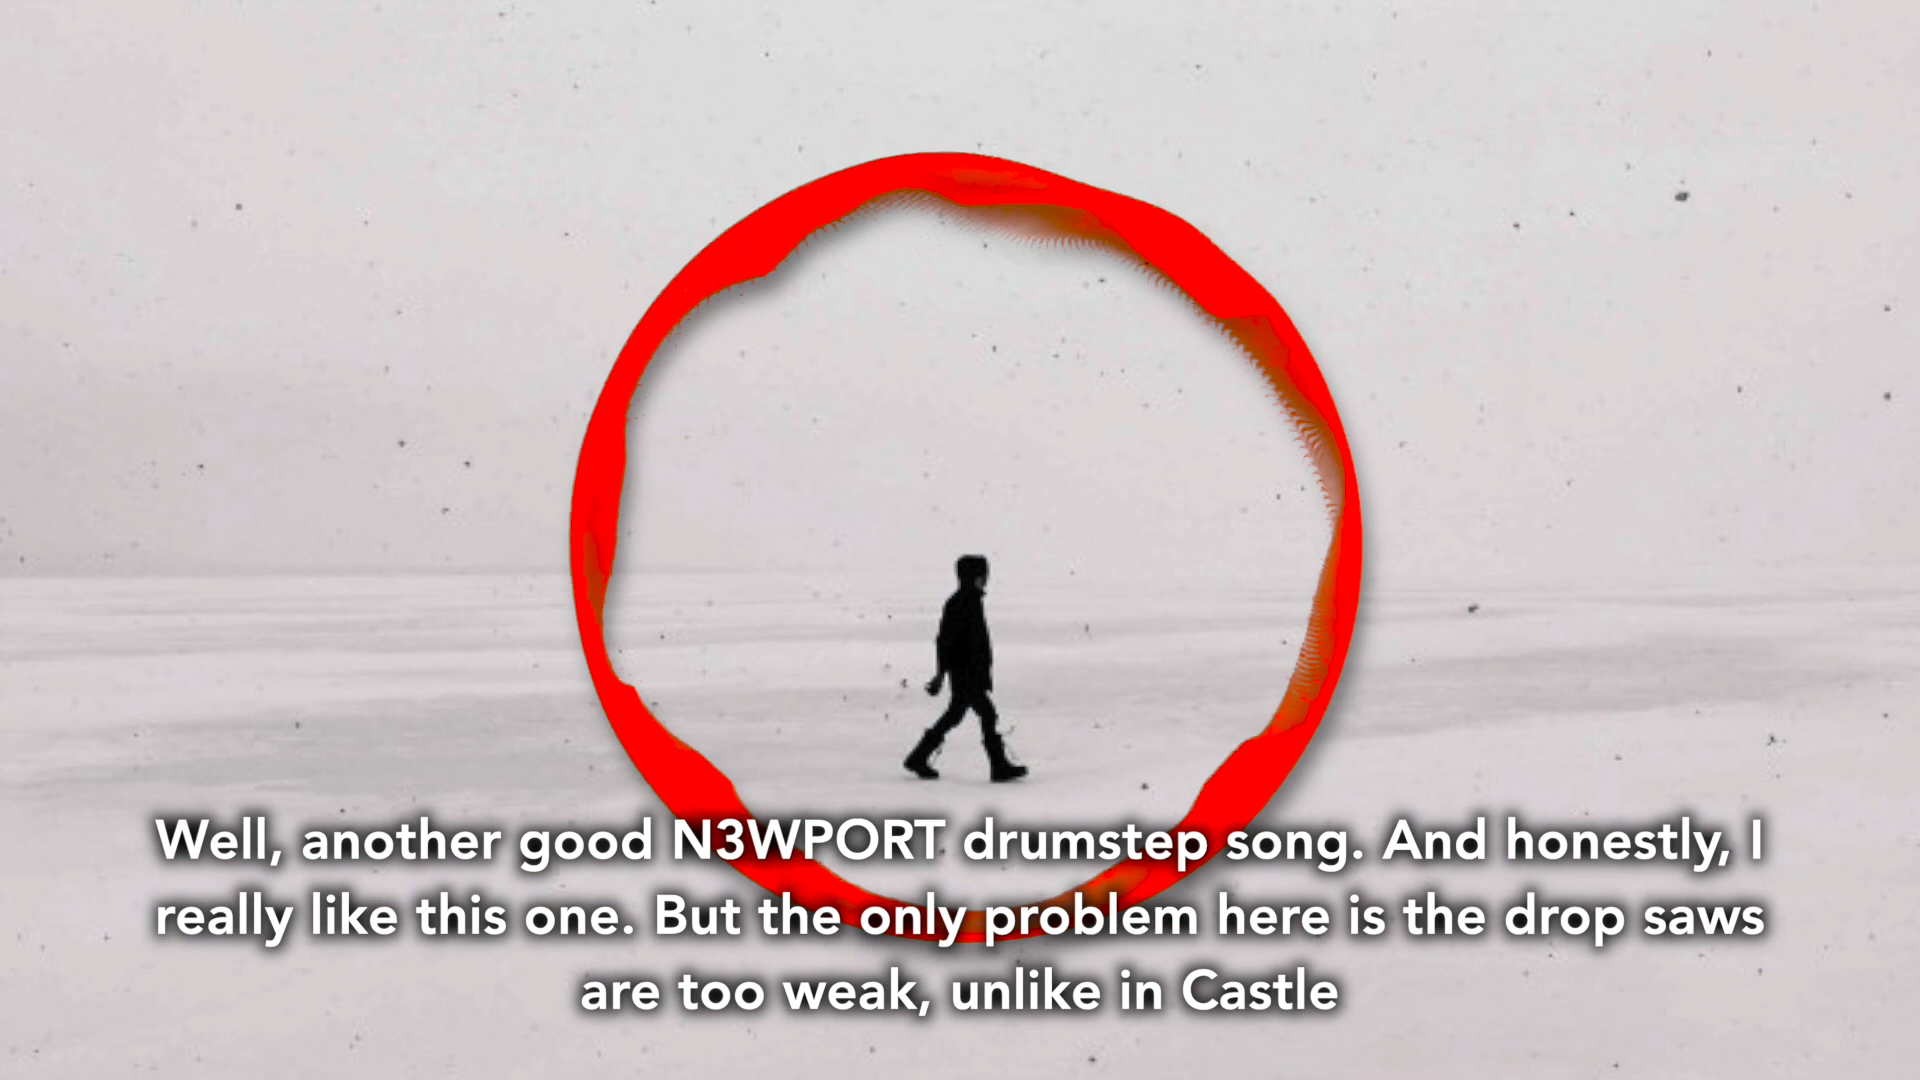 Well, another good N3WPORT drumstep song. And honestly, I
really like this one. But the only problem here is the drop saws
are too weak, unlike in Castle